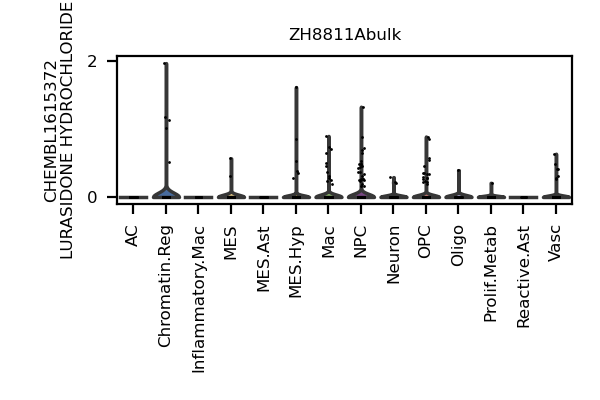 ZH8811Abulk
CHEMBL1615372
LURASIDONE HYDROCHLORIDE
2
0
AC
Chromatin.Reg
Inflammatory.Mac
MES
MES.Ast
MES.Hyp
Mac
NPC
Neuron
OPC
Oligo
Prolif.Metab
Reactive.Ast
Vasc